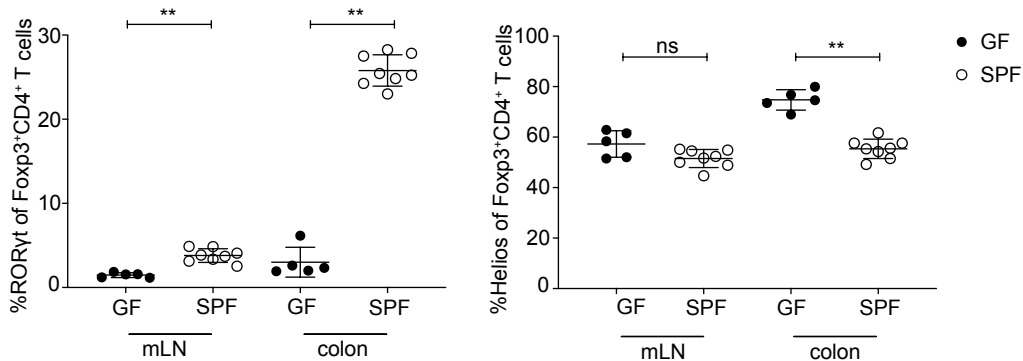 ** **
%RORγt of Foxp3⁺CD4⁺ T cells
30
20
10
0
GF SPF GF SPF
mLN colon
ns **
%Helios of Foxp3⁺CD4⁺ T cells
100
80
60
40
20
0
GF SPF GF SPF
mLN colon
GF
SPF